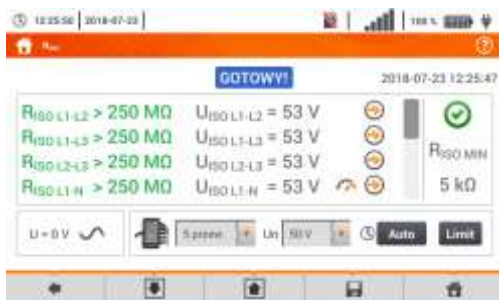 12:25:50 2018-07-23 100 %
RISO
GOTOWY! 2018-07-23 12:25:47
RISO L1-L2 > 250 MΩ UISO L1-L2 = 53 V
RISO L1-L3 > 250 MΩ UISO L1-L3 = 53 V
RISO L2-L3 > 250 MΩ UISO L2-L3 = 53 V
RISO L1-N > 250 MΩ UISO L1-N = 53 V
RISO MIN
5 kΩ
U = 0 V Un 50 V Auto Limit